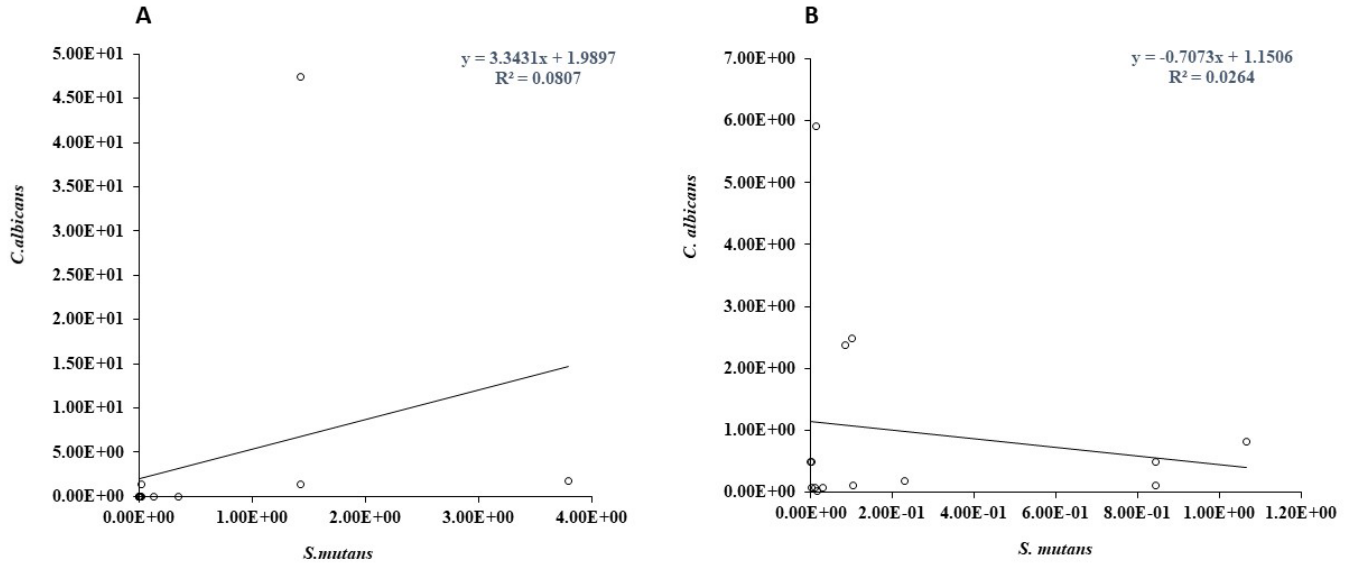 A
y = 3.3431x + 1.9897
R² = 0.0807
5.00E+01
4.50E+01
4.00E+01
3.50E+01
3.00E+01
2.50E+01
2.00E+01
1.50E+01
1.00E+01
5.00E+00
0.00E+00
C.albicans
0.00E+00 1.00E+00 2.00E+00 3.00E+00 4.00E+00
S.mutans
B
y = -0.7073x + 1.1506
R² = 0.0264
7.00E+00
6.00E+00
5.00E+00
4.00E+00
3.00E+00
2.00E+00
1.00E+00
0.00E+00
C. albicans
0.00E+00 2.00E-01 4.00E-01 6.00E-01 8.00E-01 1.00E+00 1.20E+00
S. mutans